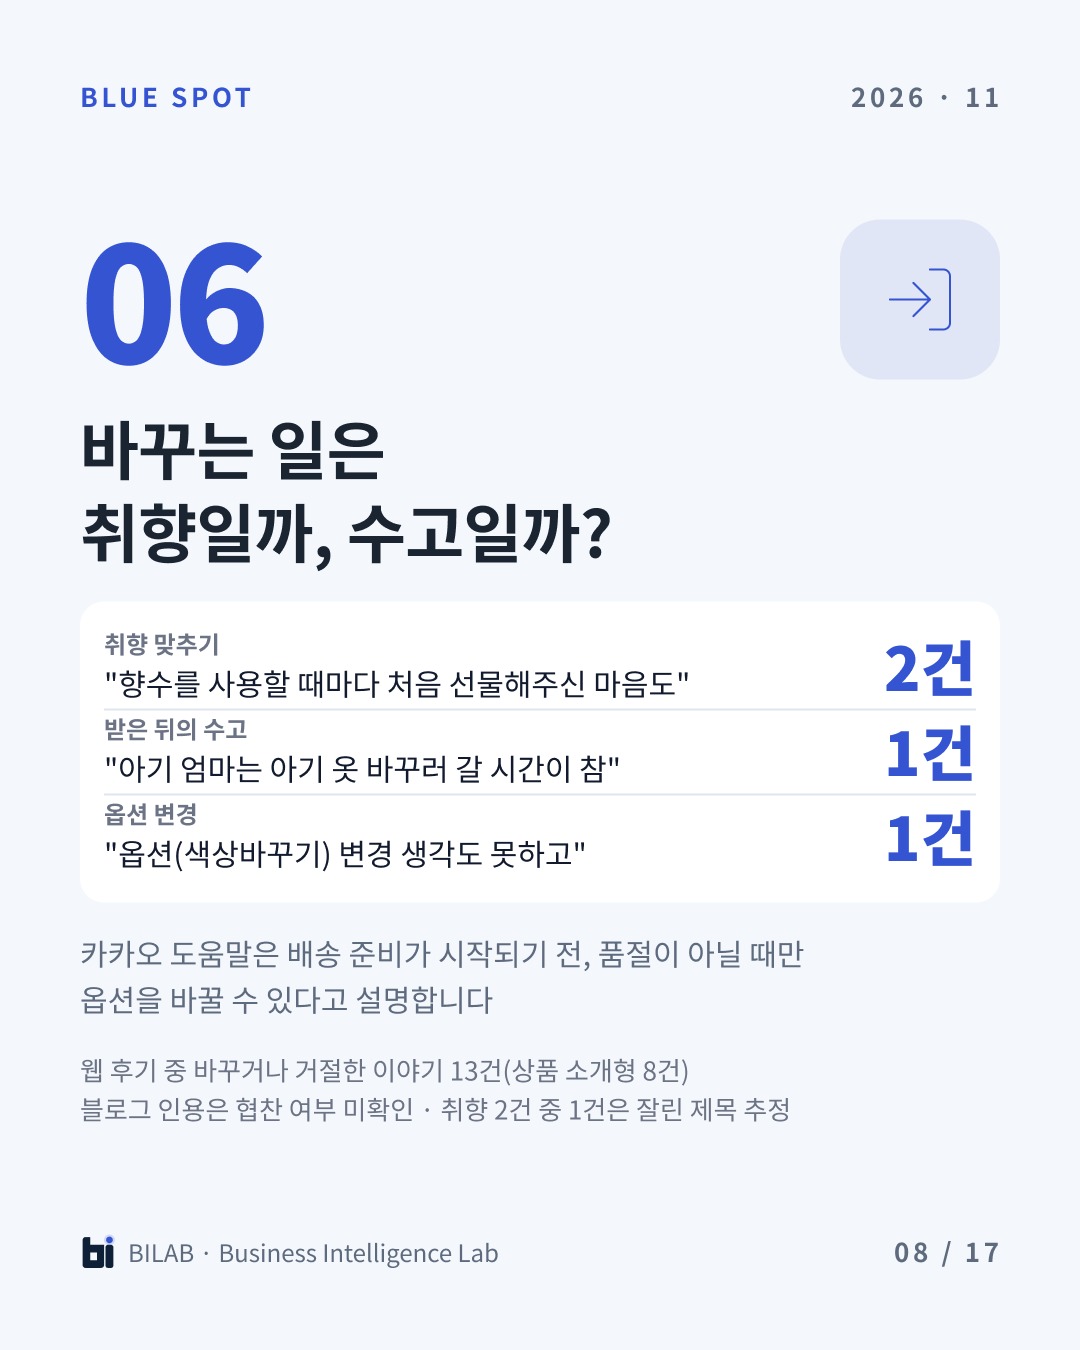 BLUE SPOT
2026 · 11
06
바꾸는 일은
취향일까, 수고일까?
취향 맞추기
"향수를 사용할 때마다 처음 선물해주신 마음도"
2건
받은 뒤의 수고
"아기 엄마는 아기 옷 바꾸러 갈 시간이 참"
1건
옵션 변경
"옵션(색상바꾸기) 변경 생각도 못하고"
1건
카카오 도움말은 배송 준비가 시작되기 전, 품절이 아닐 때만
옵션을 바꿀 수 있다고 설명합니다
웹 후기 중 바꾸거나 거절한 이야기 13건(상품 소개형 8건)
블로그 인용은 협찬 여부 미확인 · 취향 2건 중 1건은 잘린 제목 추정
bi BILAB · Business Intelligence Lab
08 / 17